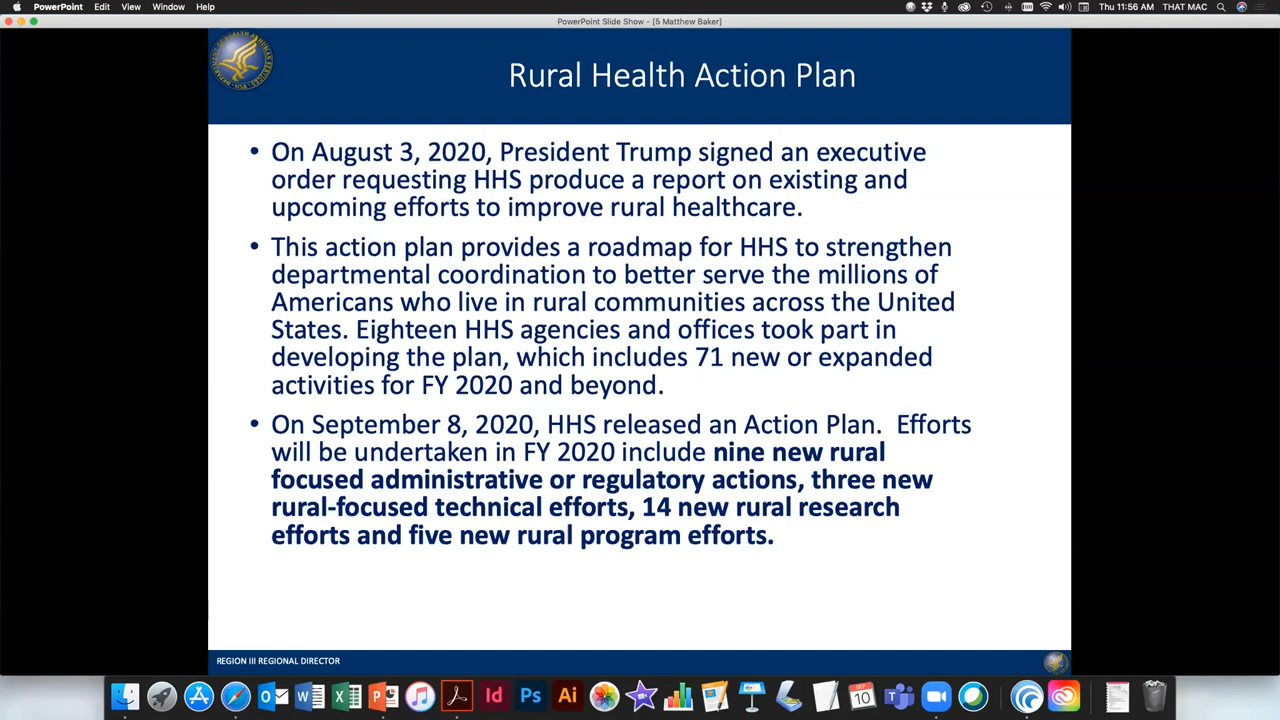 PowerPoint Edit View Window Help Thu 11:56 AM THAT MAC
PowerPoint Slide Show - [5 Matthew Baker]
Rural Health Action Plan
• On August 3, 2020, President Trump signed an executive
order requesting HHS produce a report on existing and
upcoming efforts to improve rural healthcare.
• This action plan provides a roadmap for HHS to strengthen
departmental coordination to better serve the millions of
Americans who live in rural communities across the United
States. Eighteen HHS agencies and offices took part in
developing the plan, which includes 71 new or expanded
activities for FY 2020 and beyond.
• On September 8, 2020, HHS released an Action Plan.  Efforts
will be undertaken in FY 2020 include nine new rural
focused administrative or regulatory actions, three new
rural-focused technical efforts, 14 new rural research
efforts and five new rural program efforts.
REGION III REGIONAL DIRECTOR
Id Ps Ai
SEP
10